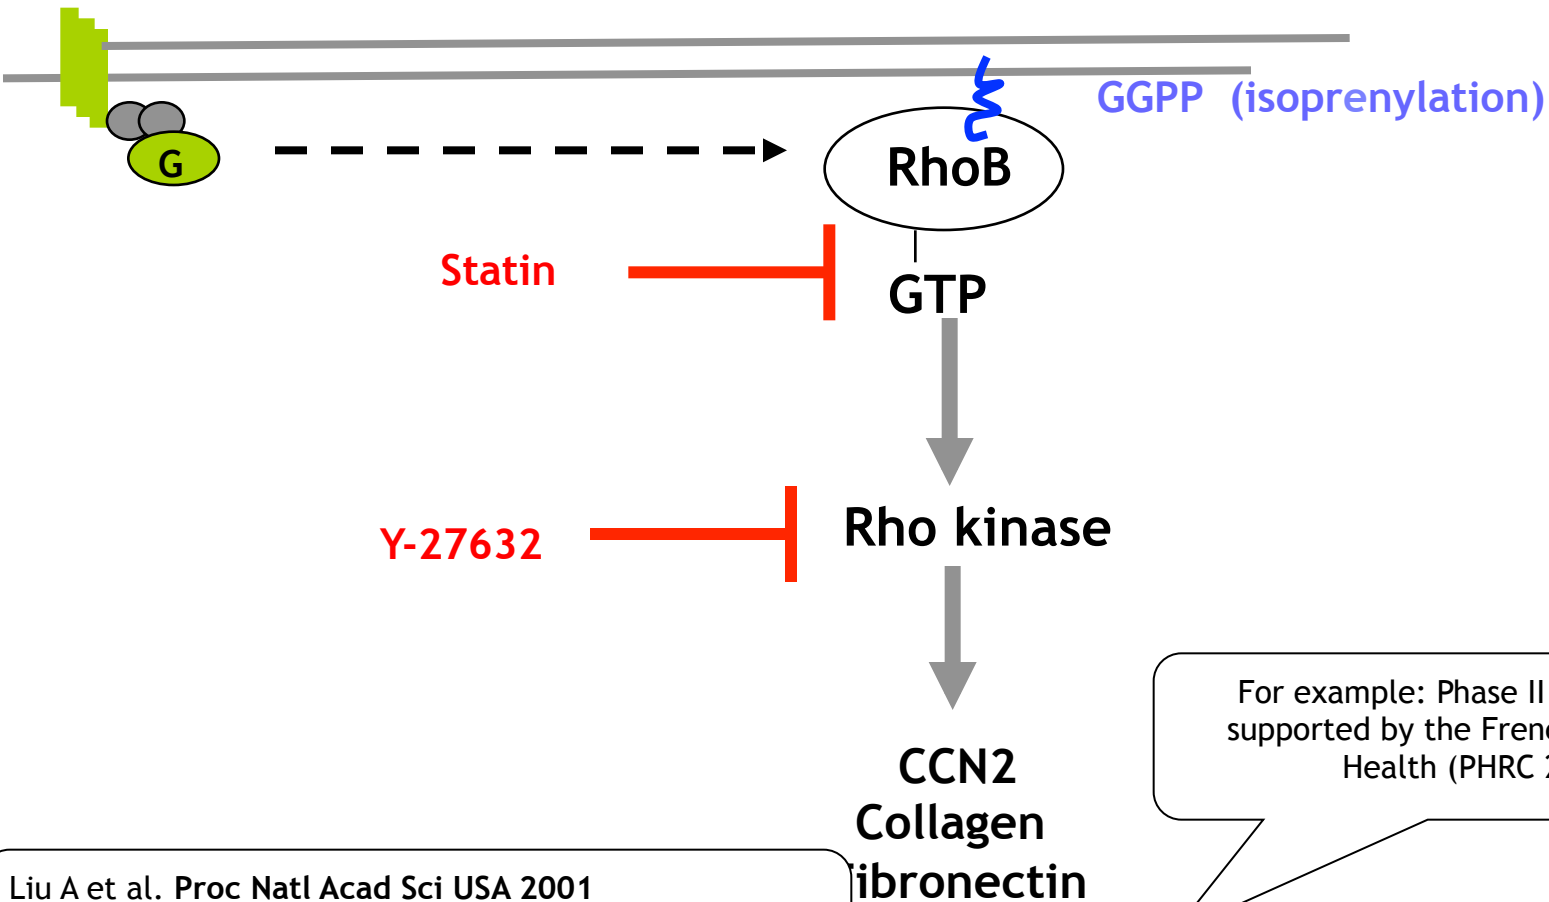 GGPP (isoprenylation)
G
RhoB
Statin
GTP
Y-27632
Rho kinase
For example: Phase II
supported by the
Health (PHRC
CCN2
Collagen
ibronectin
Liu A et al. Proc Natl Acad Sci USA 2001